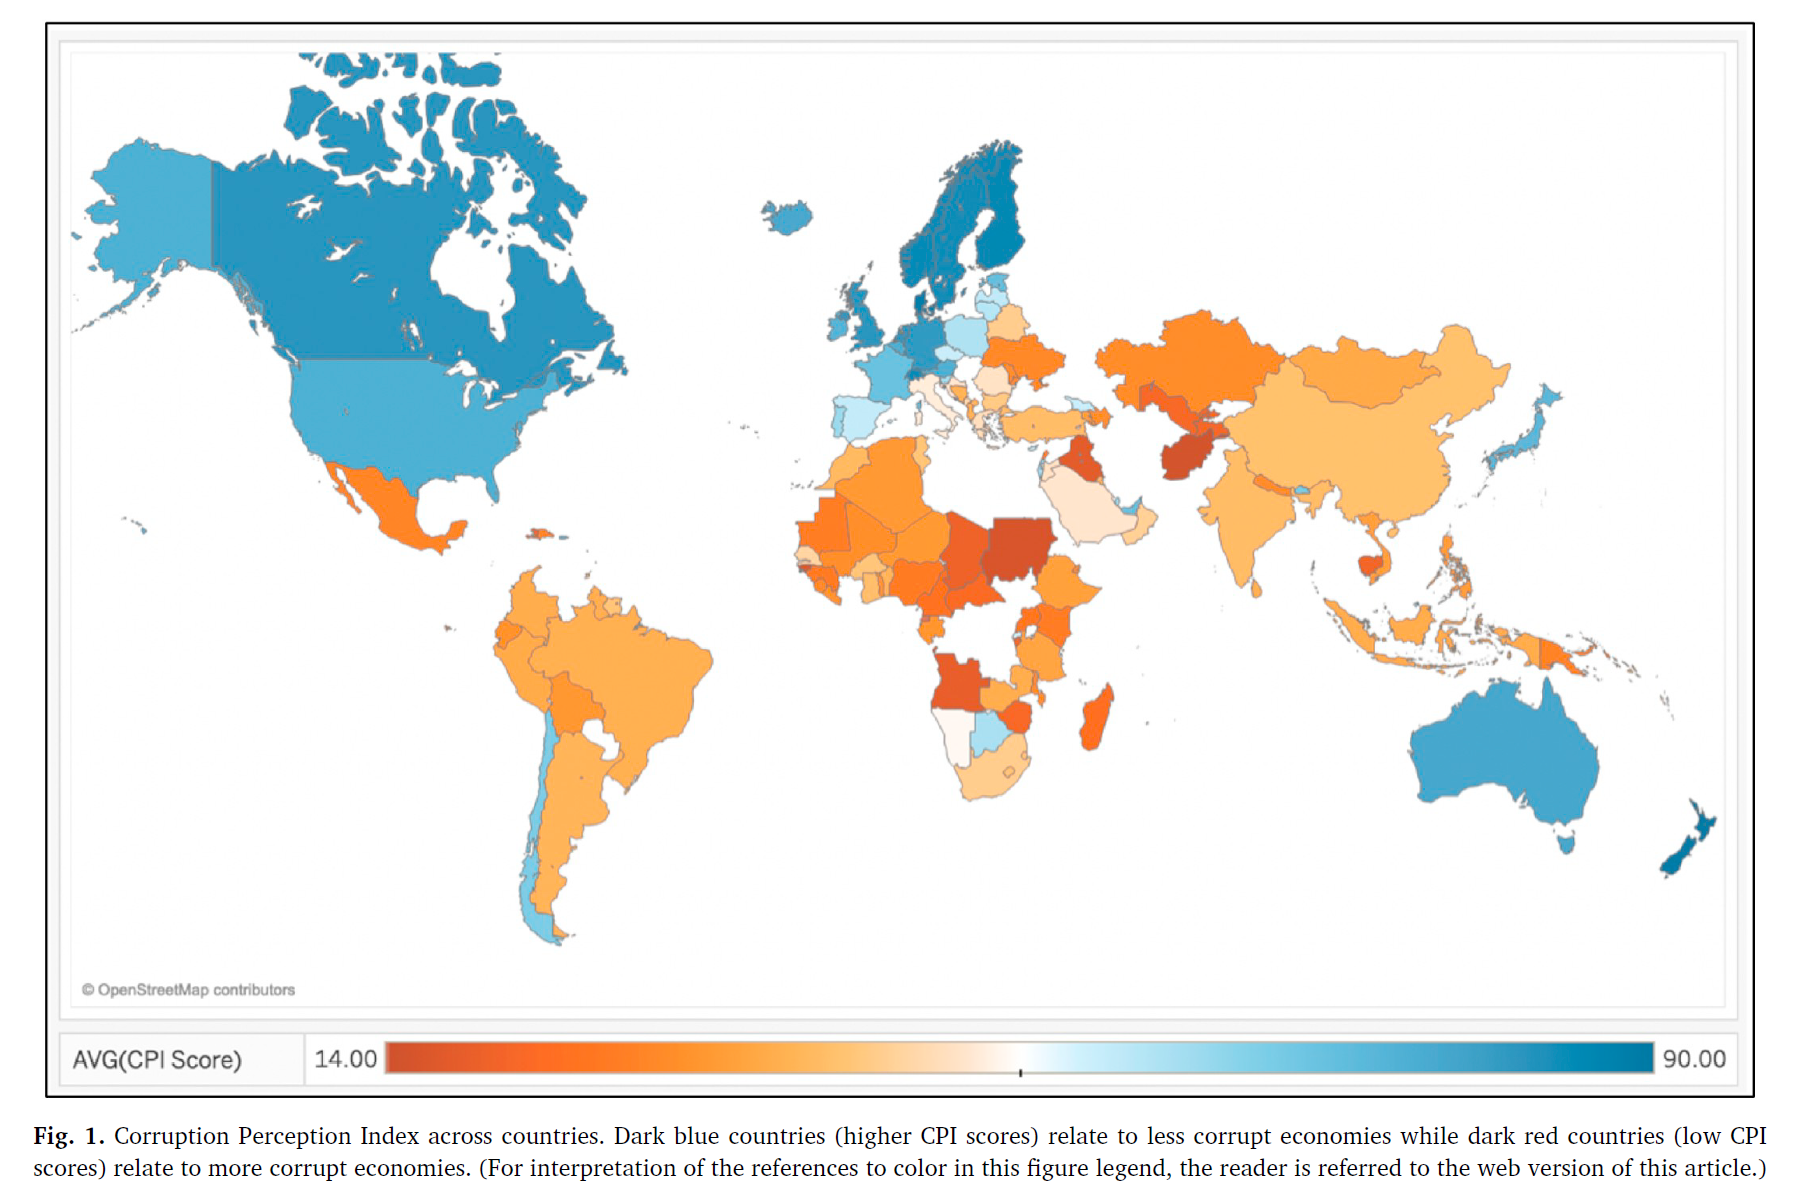 © OpenStreetMap contributors
AVG(CPI Score) 14.00 90.00
Fig. 1. Corruption Perception Index across countries. Dark blue countries (higher CPI scores) relate to less corrupt economies while dark red countries (low CPI
scores) relate to more corrupt economies. (For interpretation of the references to color in this figure legend, the reader is referred to the web version of this article.)